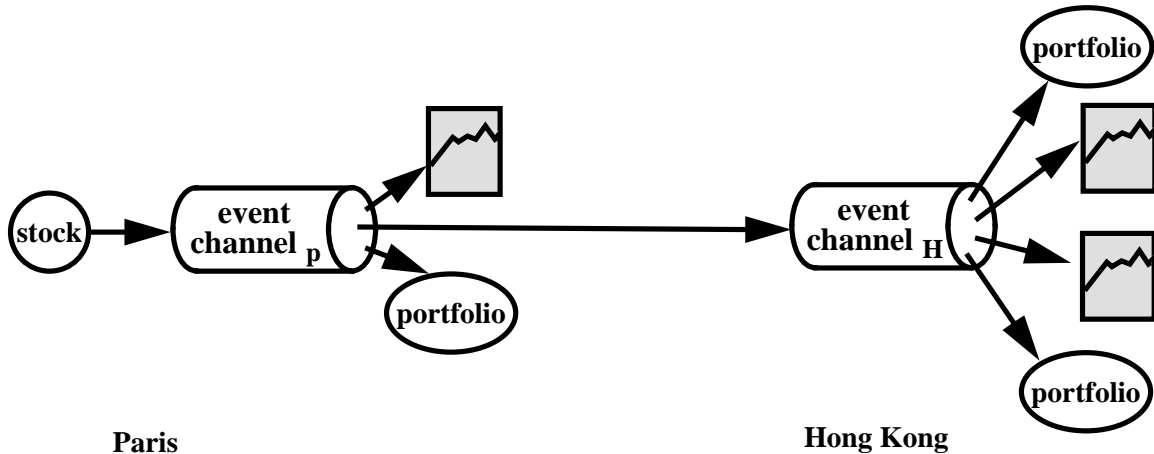 portfolio
stock
event
channel p
event
channel H
portfolio
portfolio
Paris
Hong Kong